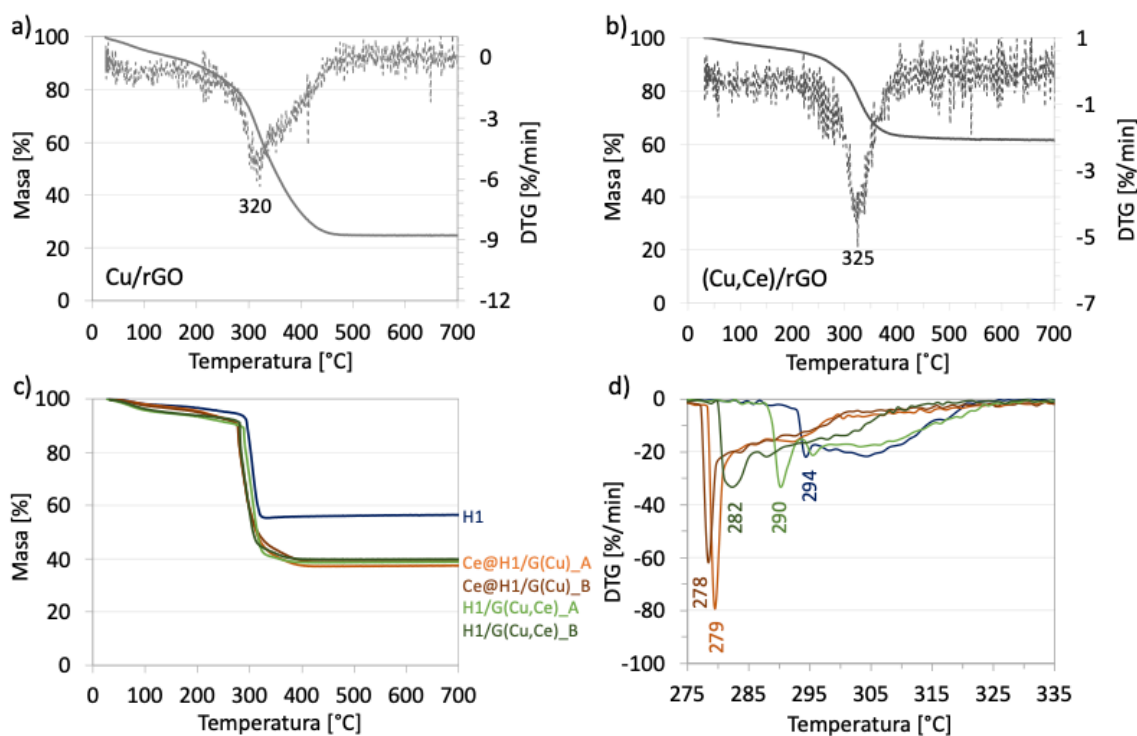 a)
100
80
60
40
20
0
Masa [%]
0
-3
-6
-9
-12
DTG [%/min]
320
Cu/rGO
0 100 200 300 400 500 600 700
Temperatura [°C]
b)
100
80
60
40
20
0
Masa [%]
1
-1
-3
-5
-7
DTG [%/min]
325
(Cu,Ce)/rGO
0 100 200 300 400 500 600 700
Temperatura [°C]
c)
100
80
60
40
20
0
Masa [%]
H1
Ce@H1/G(Cu)_A
Ce@H1/G(Cu)_B
H1/G(Cu,Ce)_A
H1/G(Cu,Ce)_B
0 100 200 300 400 500 600 700
Temperatura [°C]
d)
0
-20
-40
-60
-80
-100
DTG [%/min]
278
279
282
290
294
275 285 295 305 315 325 335
Temperatura [°C]